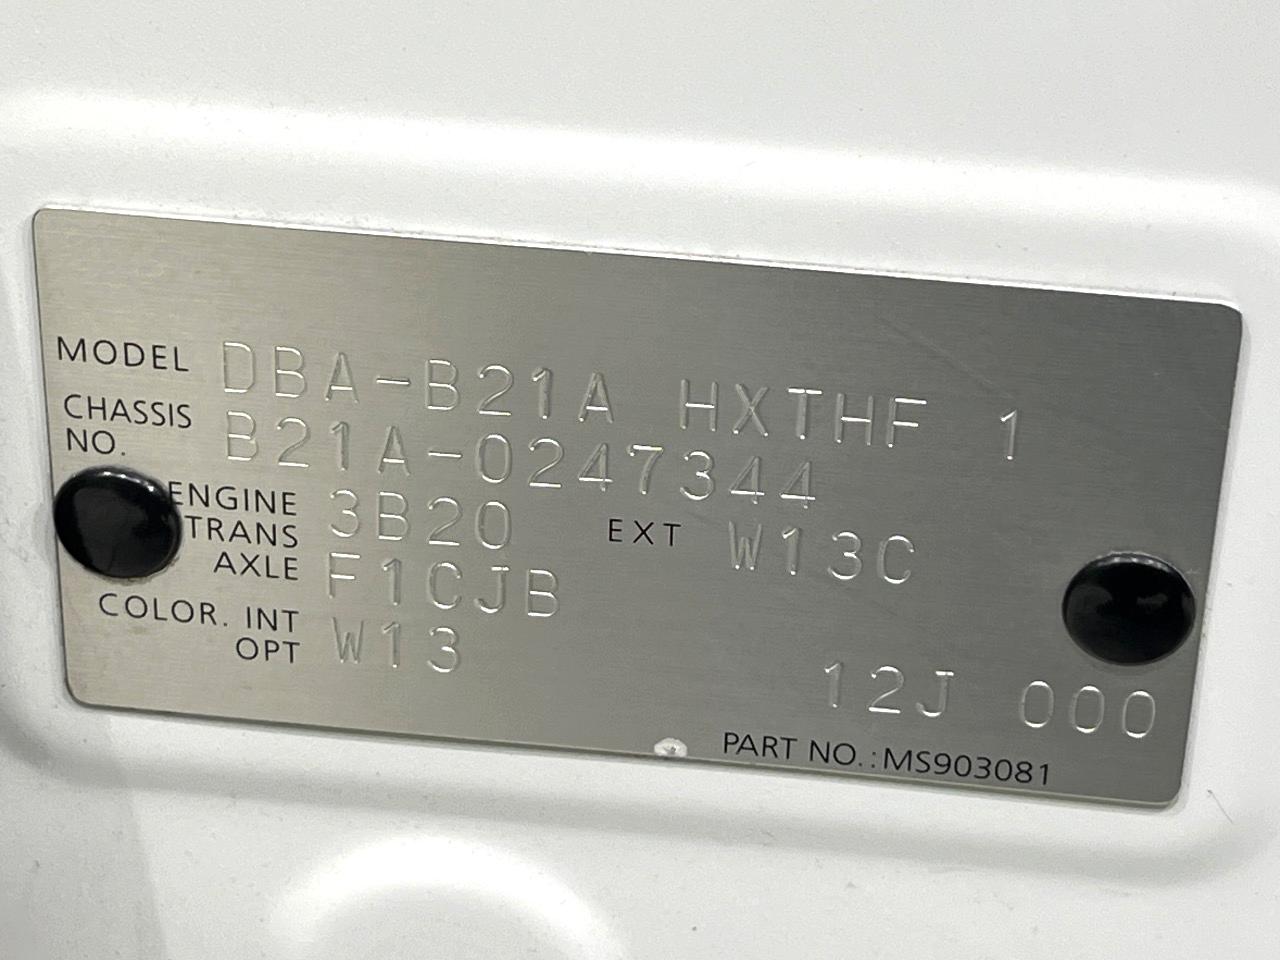 MODEL DBA-B21A HXTHF 1
CHASSIS NO. B21A-0247344
ENGINE 3B20 EXT W13C
TRANS AXLE F1CJB
COLOR. INT W13
OPT
12J 000
PART NO.:MS903081